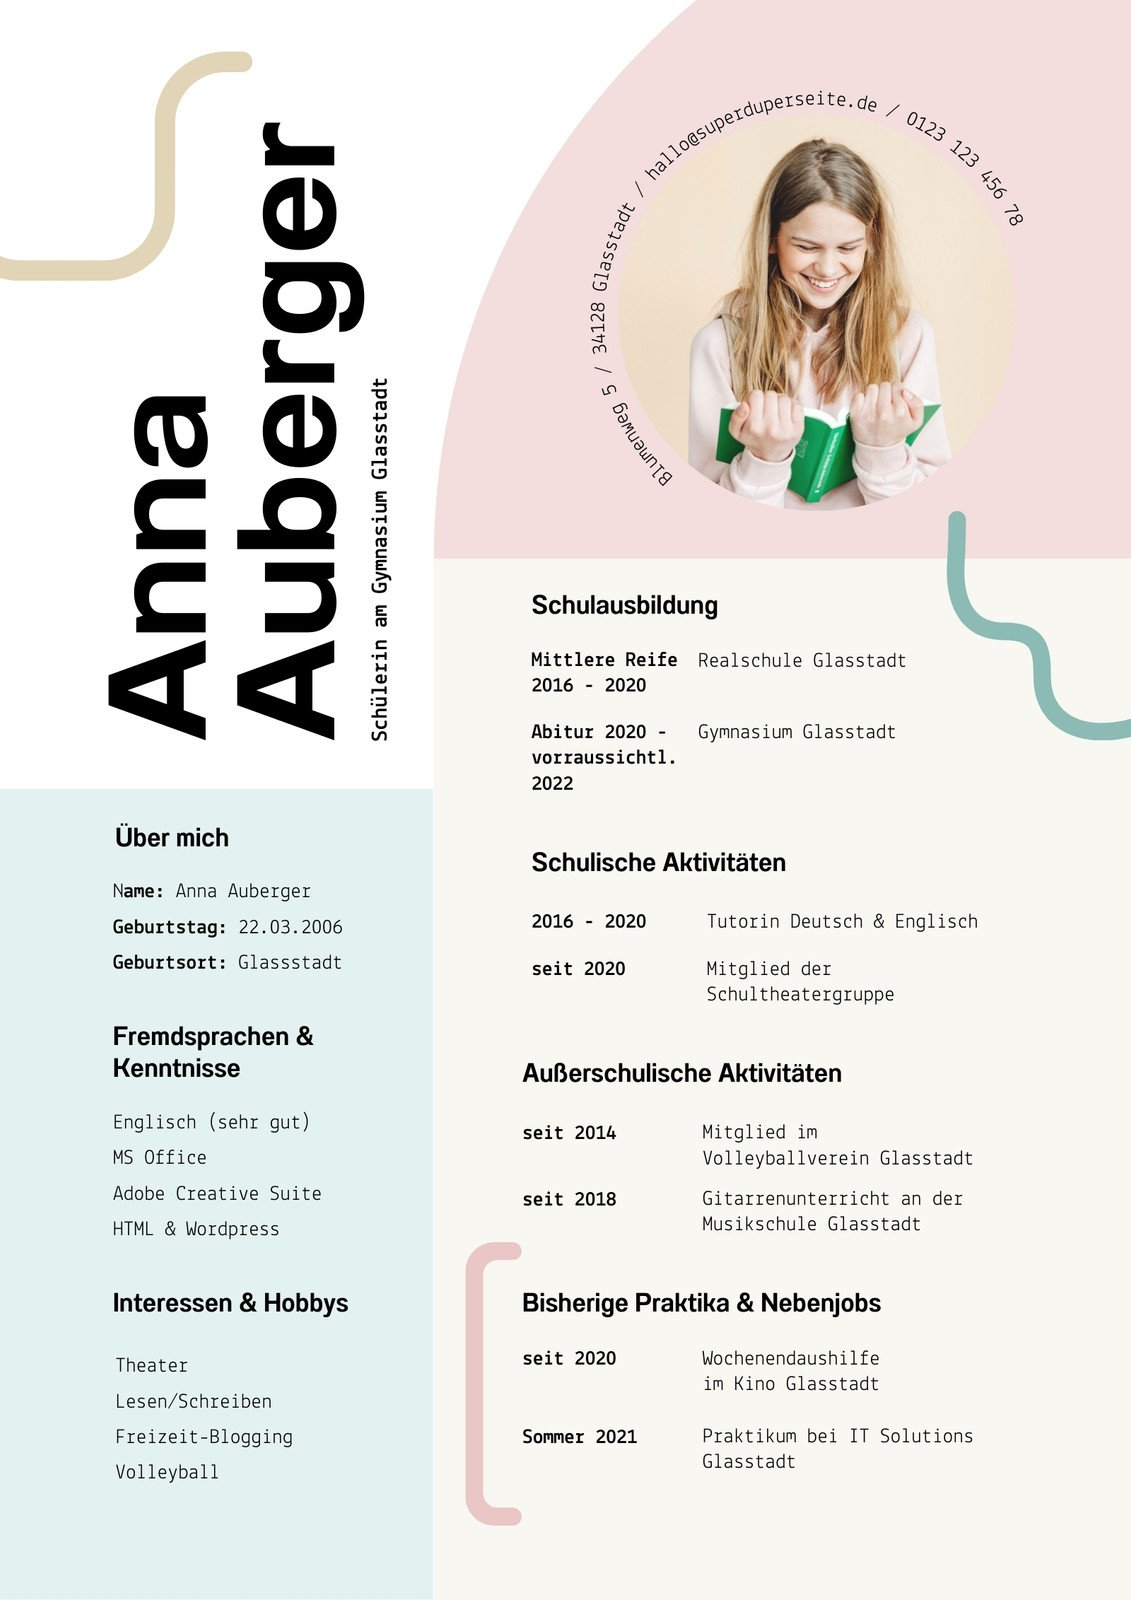 Anna
Auberger
Schülerin am Gymnasium Glasstadt
Blumenweg 5 / 34128 Glasstadt / hallo@superduperseite.de / 0123 123 456 78
Über mich
Name: Anna Auberger
Geburtstag: 22.03.2006
Geburtsort: Glassstadt
Fremdsprachen &
Kenntnisse
Englisch (sehr gut)
MS Office
Adobe Creative Suite
HTML & Wordpress
Interessen & Hobbys
Theater
Lesen/Schreiben
Freizeit-Blogging
Volleyball
Schulausbildung
Mittlere Reife Realschule Glasstadt
2016 - 2020
Abitur 2020 - Gymnasium Glasstadt
vorraussichtl.
2022
Schulische Aktivitäten
2016 - 2020 Tutorin Deutsch & Englisch
seit 2020 Mitglied der
Schultheatergruppe
Außerschulische Aktivitäten
seit 2014 Mitglied im
Volleyballverein Glasstadt
seit 2018 Gitarrenunterricht an der
Musikschule Glasstadt
Bisherige Praktika & Nebenjobs
seit 2020 Wochenendaushilfe
im Kino Glasstadt
Sommer 2021 Praktikum bei IT Solutions
Glasstadt